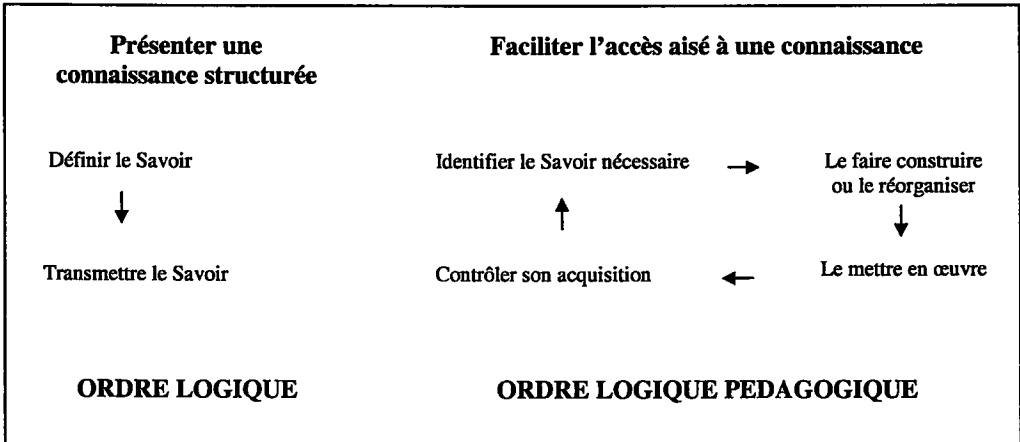 Présenter une
connaissance structurée
Faciliter l'accès aisé à une connaissance
Définir le Savoir
Transmettre le Savoir
Identifier le Savoir nécessaire
Le faire construire
ou le réorganiser
Contrôler son acquisition
Le mettre en œuvre
ORDRE LOGIQUE
ORDRE LOGIQUE PEDAGOGIQUE